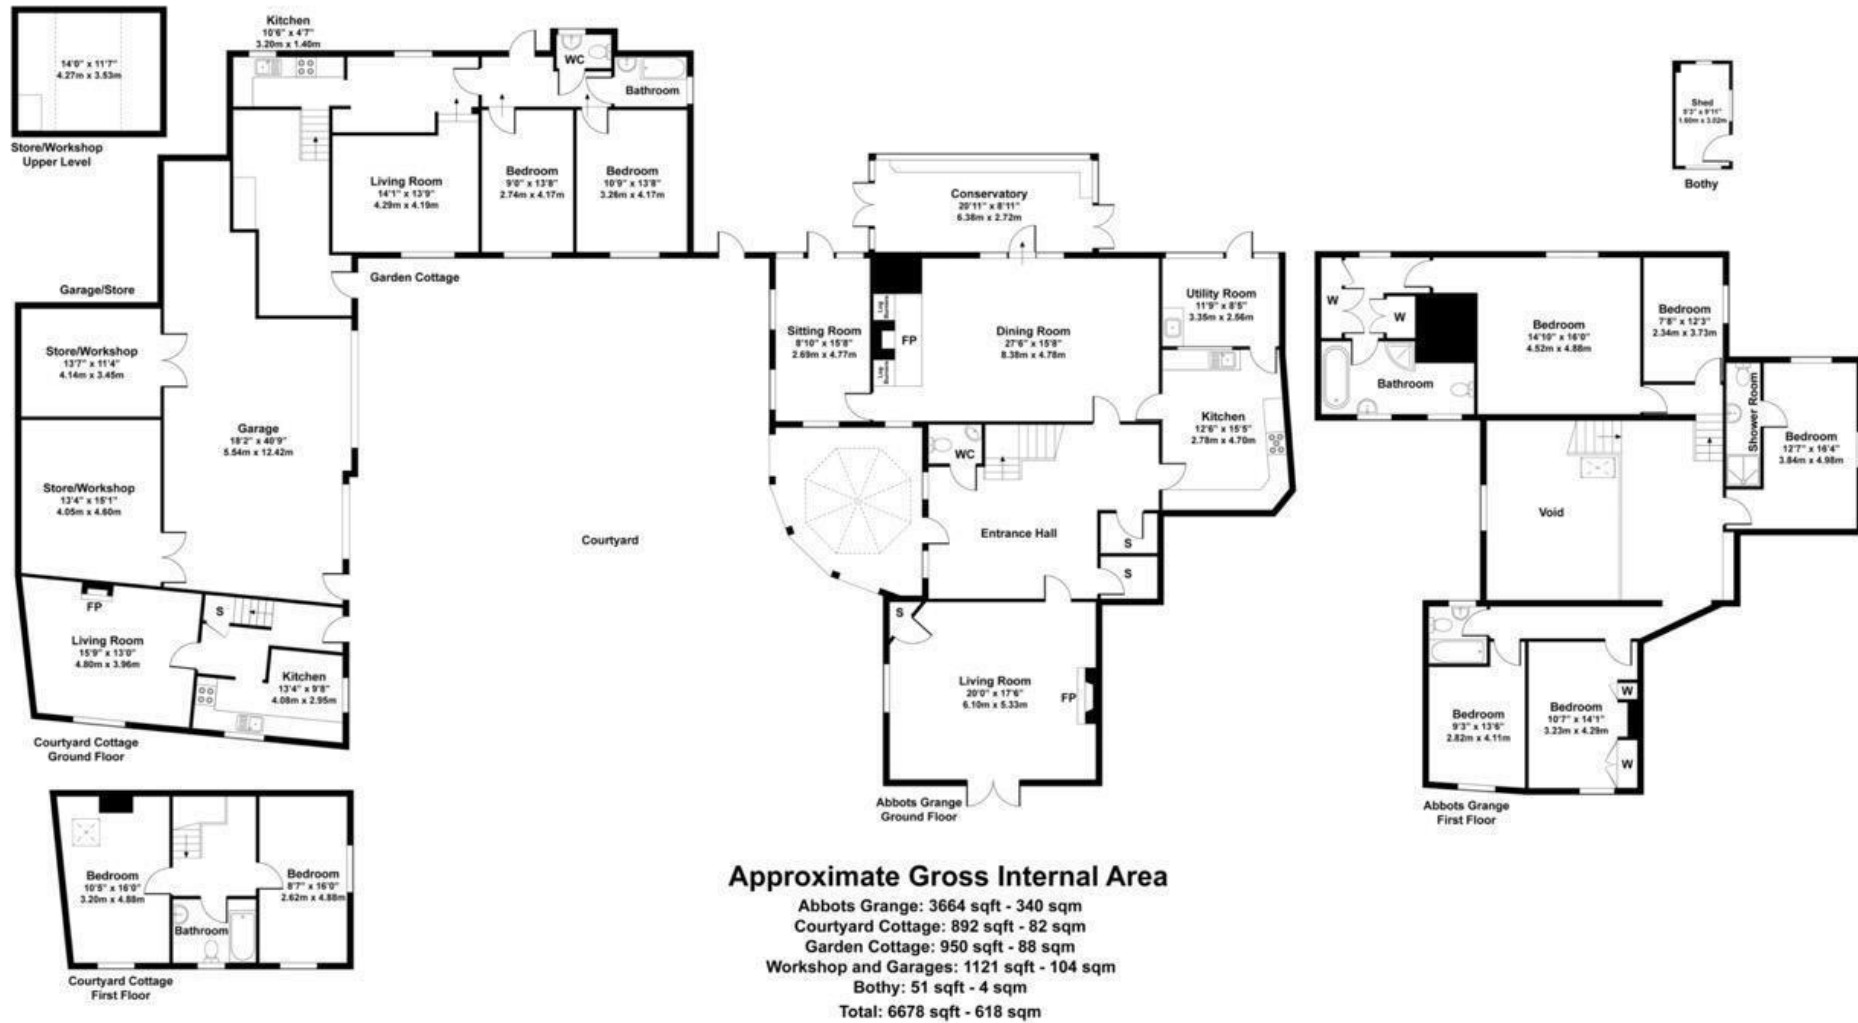 14'0" x 11'7"
4.27m x 3.53m
Store/Workshop
Upper Level
Kitchen
10'6" x 4'7"
3.20m x 1.40m
WC
Bathroom
Living Room
14'1" x 13'9"
4.29m x 4.19m
Bedroom
9'0" x 13'8"
2.74m x 4.17m
Bedroom
10'9" x 13'8"
3.28m x 4.17m
Garden Cottage
Garage/Store
Store/Workshop
13'7" x 11'4"
4.14m x 3.45m
Store/Workshop
13'4" x 15'1"
4.05m x 4.60m
Garage
18'2" x 40'9"
5.54m x 12.42m
FP
S
Living Room
15'9" x 13'0"
4.80m x 3.96m
Kitchen
13'4" x 9'8"
4.08m x 2.95m
Courtyard Cottage
Ground Floor
Bedroom
10'5" x 16'0"
3.20m x 4.88m
Bathroom
Bedroom
8'7" x 16'0"
2.62m x 4.88m
Courtyard Cottage
First Floor
Courtyard
Conservatory
20'11" x 8'11"
6.38m x 2.72m
Sitting Room
8'10" x 15'8"
2.69m x 4.77m
Log
Burners
FP
Log
Burners
Dining Room
27'6" x 15'8"
8.38m x 4.78m
Utility Room
11'9" x 8'5"
3.35m x 2.56m
Kitchen
12'6" x 15'5"
2.78m x 4.70m
WC
Entrance Hall
S
S
S
Living Room
20'0" x 17'6"
6.10m x 5.33m
FP
Abbots Grange
Ground Floor
Shed
5'3" x 9'11"
1.60m x 3.02m
Bothy
W
W
Bathroom
Bedroom
14'10" x 16'0"
4.52m x 4.88m
Bedroom
7'8" x 12'3"
2.34m x 3.73m
Shower Room
Bedroom
12'7" x 16'4"
3.84m x 4.98m
Void
Bedroom
9'3" x 13'6"
2.82m x 4.11m
Bedroom
10'7" x 14'1"
3.23m x 4.29m
W
W
Abbots Grange
First Floor
Approximate Gross Internal Area
Abbots Grange: 3664 sqft - 340 sqm
Courtyard Cottage: 892 sqft - 82 sqm
Garden Cottage: 950 sqft - 88 sqm
Workshop and Garages: 1121 sqft - 104 sqm
Bothy: 51 sqft - 4 sqm
Total: 6678 sqft - 618 sqm